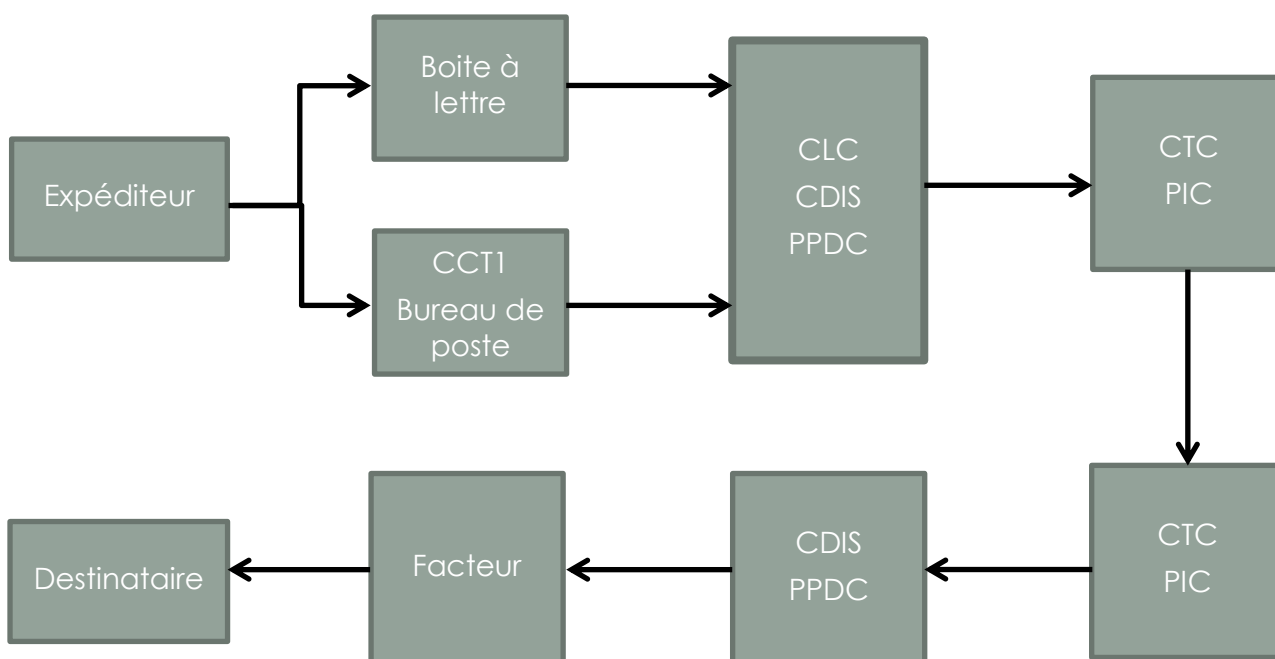 Expéditeur
Boite à
lettre
CCT1
Bureau de
poste
CLC
CDIS
PPDC
CTC
PIC
CTC
PIC
CDIS
PPDC
Facteur
Destinataire